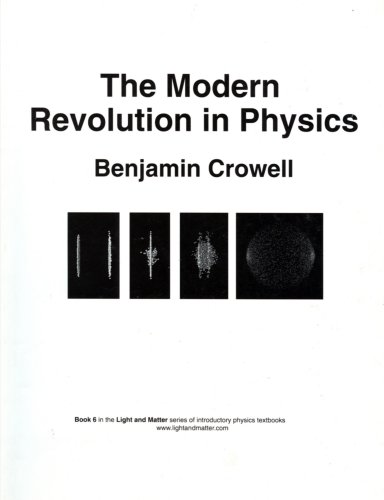 The Modern
Revolution in Physics
Benjamin Crowell
Book 6 in the Light and Matter series of introductory physics textbooks
www.lightandmatter.com